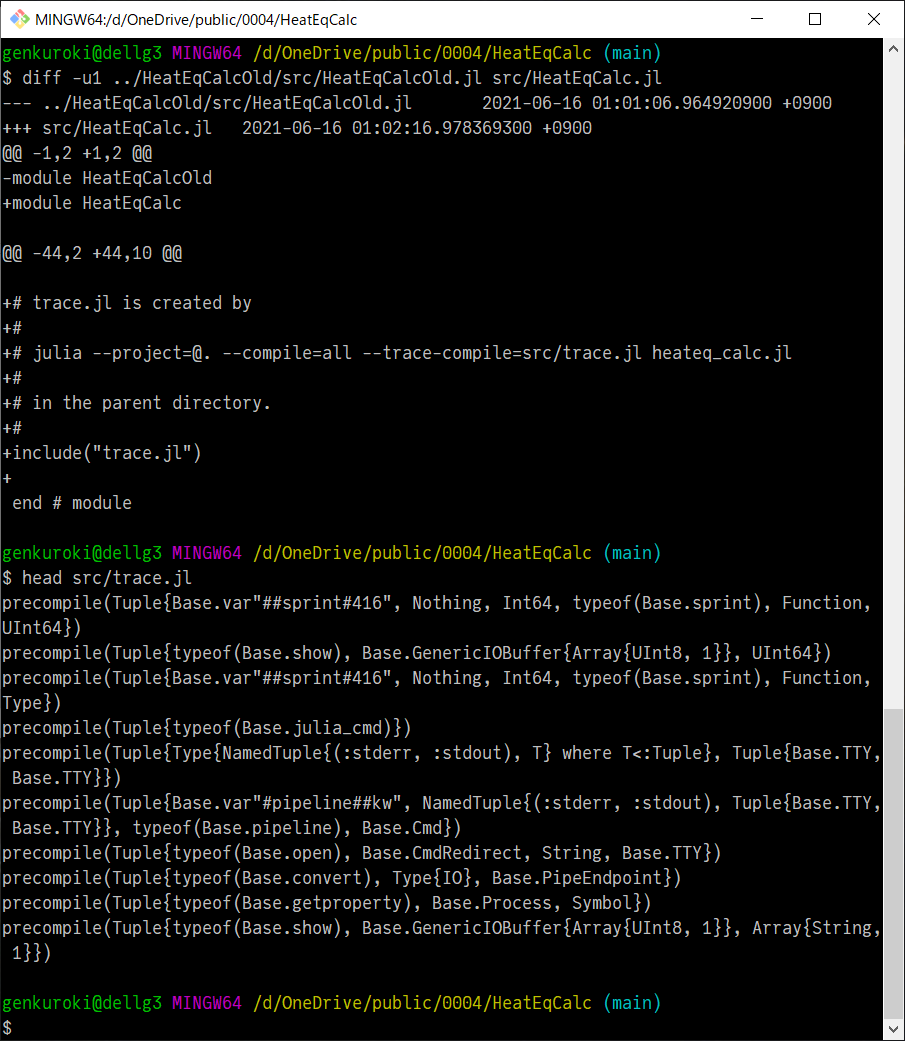 MINGW64:/d/OneDrive/public/0004/HeatEqCalc
genkuroki@dellg3 MINGW64 /d/OneDrive/public/0004/HeatEqCalc (main)
$ diff -u1 ../HeatEqCalcOld/src/HeatEqCalcOld.jl src/HeatEqCalc.jl
--- ../HeatEqCalcOld/src/HeatEqCalcOld.jl       2021-06-16 01:01:06.964920900 +0900
+++ src/HeatEqCalc.jl   2021-06-16 01:02:16.978369300 +0900
@@ -1,2 +1,2 @@
-module HeatEqCalcOld
+module HeatEqCalc
@@ -44,2 +44,10 @@
+# trace.jl is created by
+#
+# julia --project=@. --compile=all --trace-compile=src/trace.jl heateq_calc.jl
+#
+# in the parent directory.
+#
+include("trace.jl")
+
 end # module
genkuroki@dellg3 MINGW64 /d/OneDrive/public/0004/HeatEqCalc (main)
$ head src/trace.jl
precompile(Tuple{Base.var"##sprint#416", Nothing, Int64, typeof(Base.sprint), Function,
UInt64})
precompile(Tuple{typeof(Base.show), Base.GenericIOBuffer{Array{UInt8, 1}}, UInt64})
precompile(Tuple{Base.var"##sprint#416", Nothing, Int64, typeof(Base.sprint), Function,
Type})
precompile(Tuple{typeof(Base.julia_cmd)})
precompile(Tuple{Type{NamedTuple{(:stderr, :stdout), T} where T<:Tuple}, Tuple{Base.TTY,
 Base.TTY}})
precompile(Tuple{Base.var"#pipeline##kw", NamedTuple{(:stderr, :stdout), Tuple{Base.TTY,
 Base.TTY}}, typeof(Base.pipeline), Base.Cmd})
precompile(Tuple{typeof(Base.open), Base.CmdRedirect, String, Base.TTY})
precompile(Tuple{typeof(Base.convert), Type{IO}, Base.PipeEndpoint})
precompile(Tuple{typeof(Base.getproperty), Base.Process, Symbol})
precompile(Tuple{typeof(Base.show), Base.GenericIOBuffer{Array{UInt8, 1}}, Array{String,
 1}})
genkuroki@dellg3 MINGW64 /d/OneDrive/public/0004/HeatEqCalc (main)
$